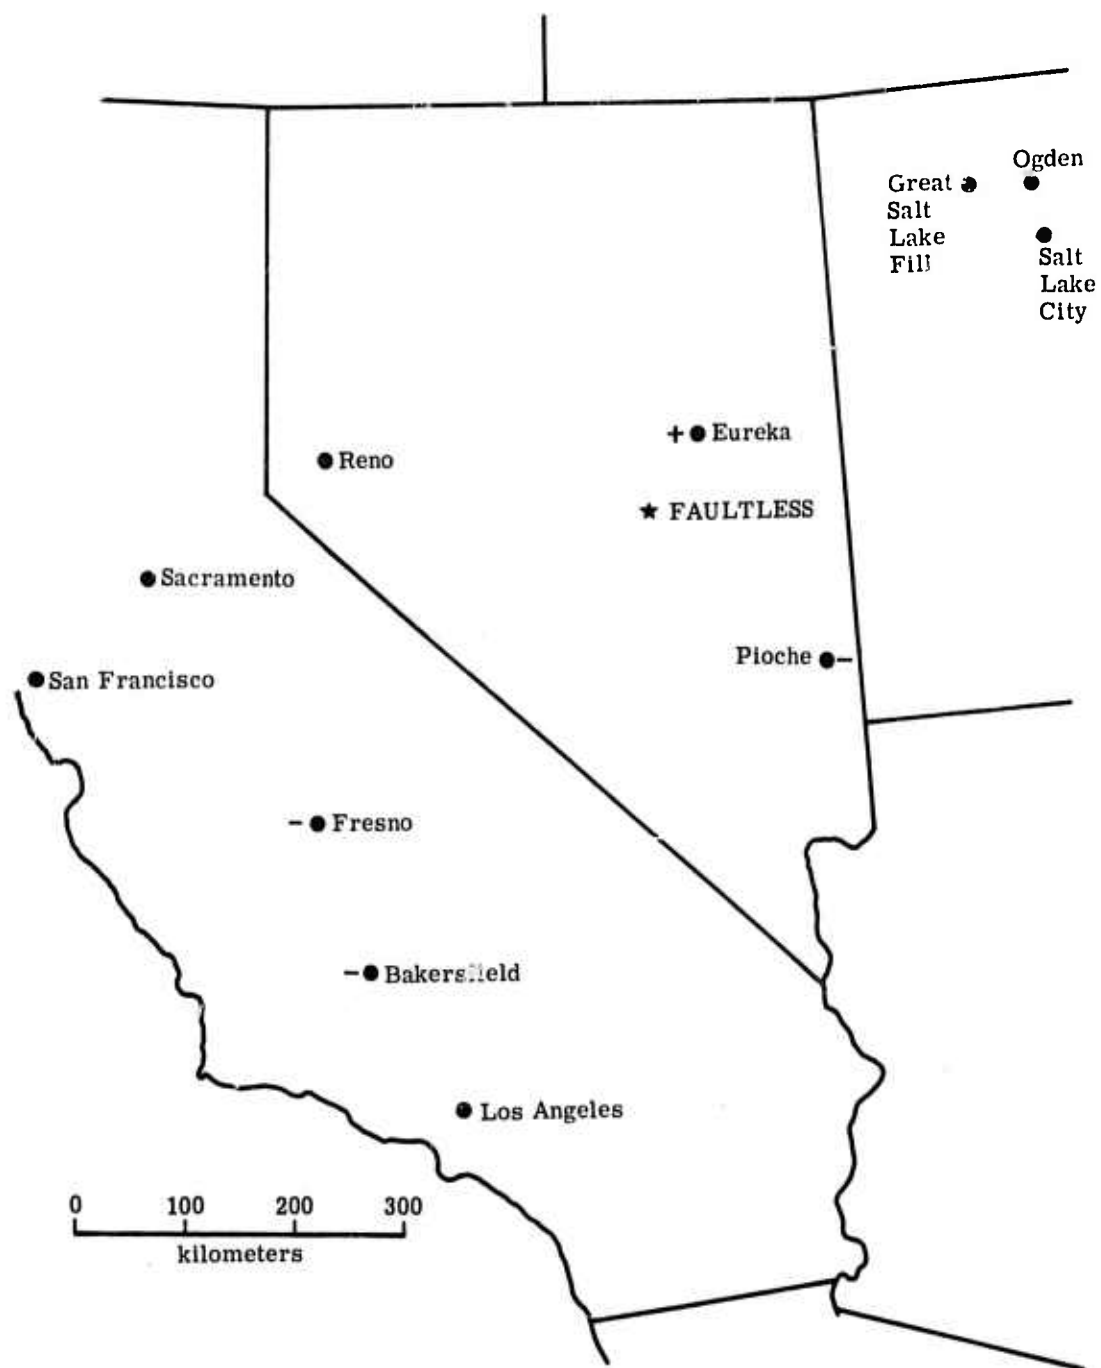 Ogden
Great
Salt
Lake
Fill
Salt
Lake
City
+ Eureka
Reno
★ FAULTLESS
Sacramento
Pioche –
San Francisco
– Fresno
– Bakersfield
Los Angeles
0 100 200 300
kilometers